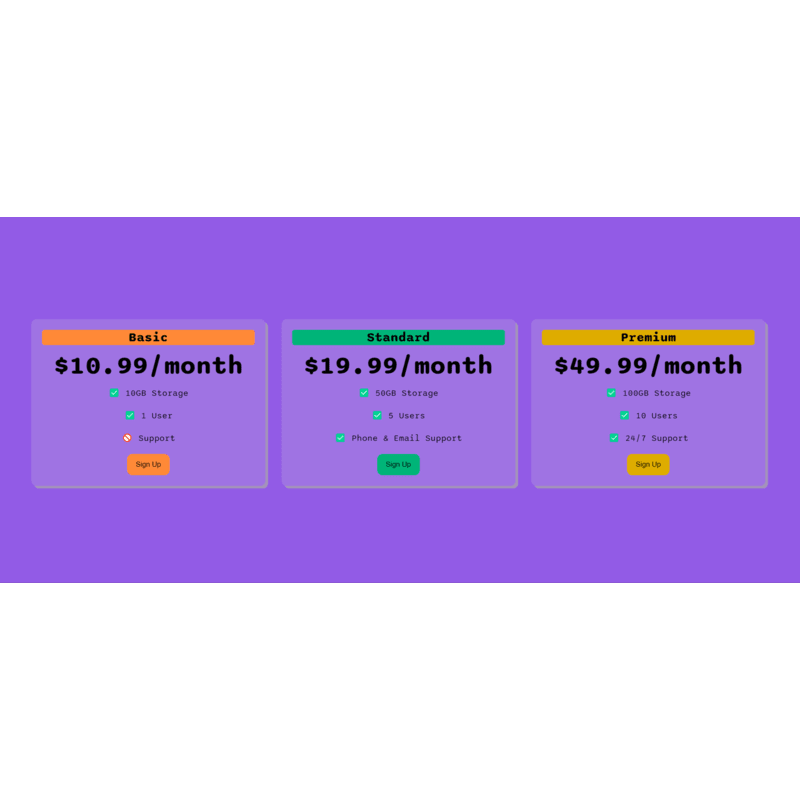 Basic
$10.99/month
✅ 10GB Storage
✅ 1 User
🚫 Support
Sign Up
Standard
$19.99/month
✅ 50GB Storage
✅ 5 Users
✅ Phone & Email Support
Sign Up
Premium
$49.99/month
✅ 100GB Storage
✅ 10 Users
✅ 24/7 Support
Sign Up